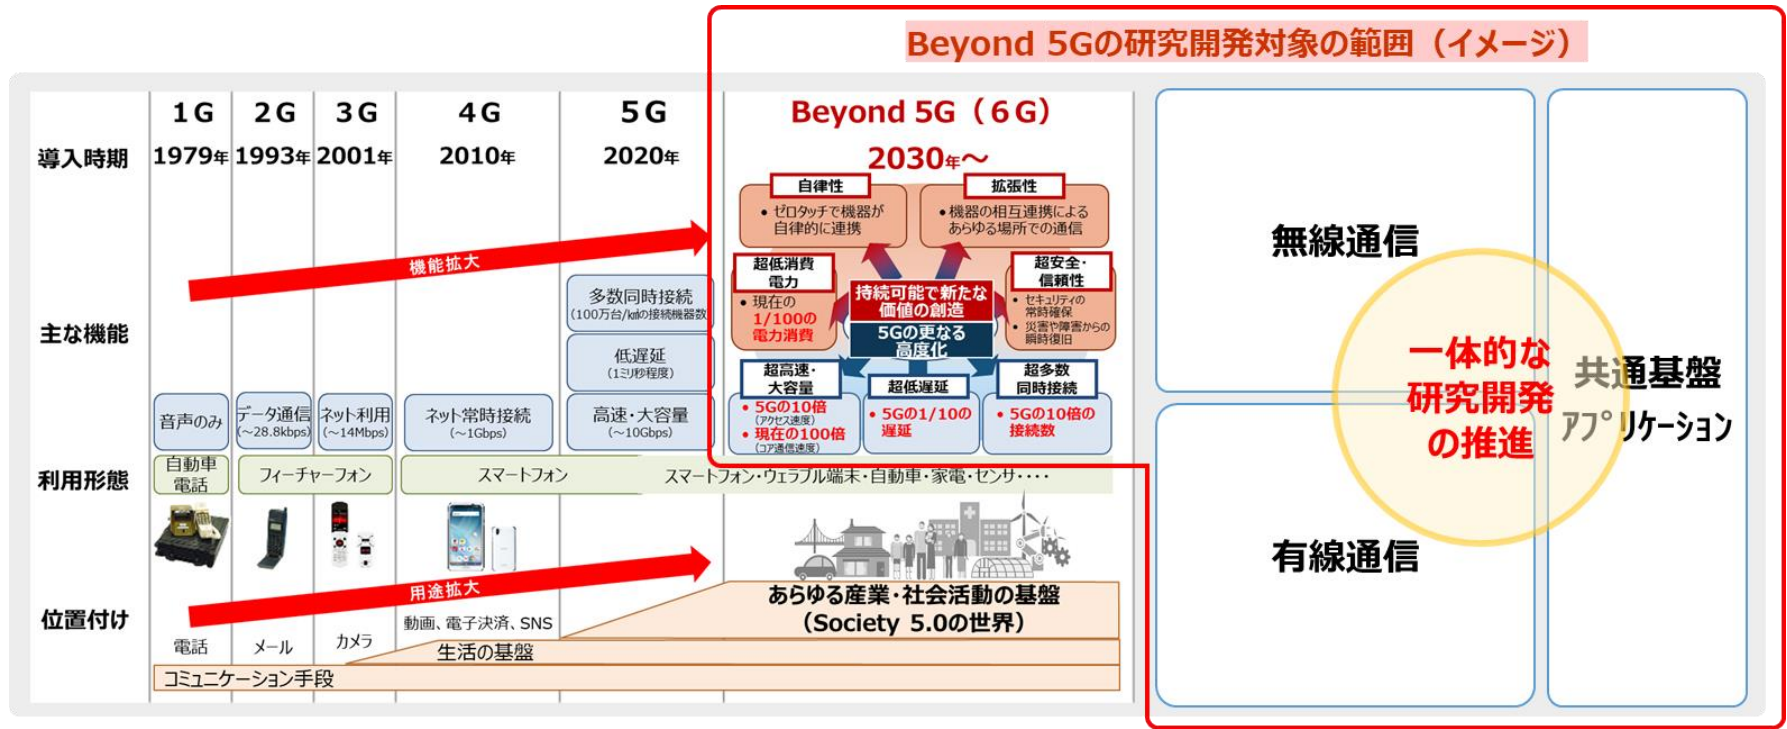 Beyond 5Gの研究開発対象の範囲（イメージ）
1G
2G
3G
4G
5G
Beyond 5G（6G）
導入時期
1979年
1993年
2001年
2010年
2020年
2030年～
主な機能
機能拡大
音声のみ
データ通信
（～28.8kbps）
ネット利用
（～14Mbps）
ネット常時接続
（～1Gbps）
多数同時接続
（100万台/㎢の接続機器数）
低遅延
（1ミリ秒程度）
高速・大容量
（～10Gbps）
自律性
• ゼロタッチで機器が
自律的に連携
拡張性
• 機器の相互連携による
あらゆる場所での通信
超低消費
電力
• 現在の
1/100の
電力消費
持続可能で新たな
価値の創造
5Gの更なる
高度化
超安全・
信頼性
• セキュリティの
常時確保
• 災害や障害からの
瞬時復旧
超高速・
大容量
• 5Gの10倍
（アクセス速度）
• 現在の100倍
（コア通信速度）
超低遅延
• 5Gの1/10の
遅延
超多数
同時接続
• 5Gの10倍の
接続数
利用形態
自動車
電話
フィーチャーフォン
スマートフォン
スマートフォン・ウェラブル端末・自動車・家電・センサ・・・・
位置付け
用途拡大
電話
メール
カメラ
動画、電子決済、SNS
あらゆる産業・社会活動の基盤
（Society 5.0の世界）
生活の基盤
コミュニケーション手段
無線通信
有線通信
一体的な
研究開発
の推進
共通基盤
アプリケーション